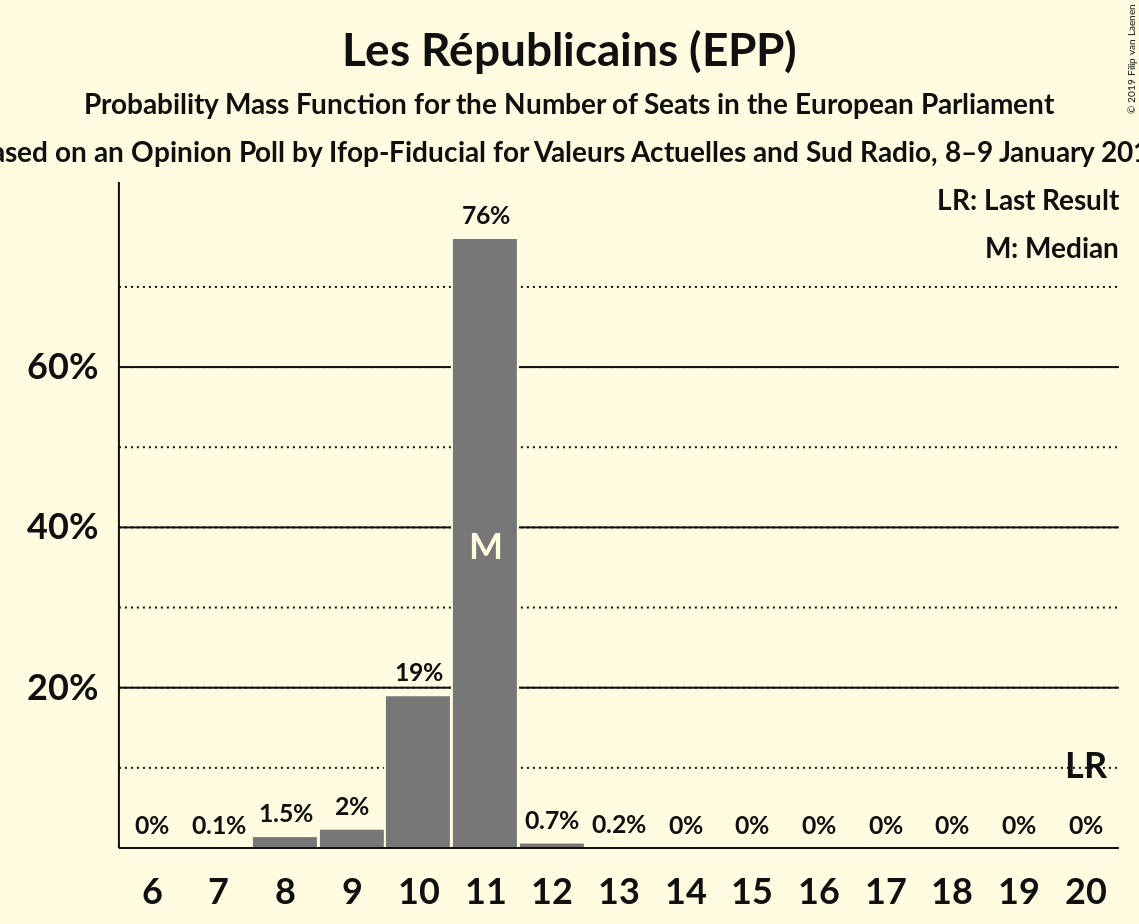 Les Républicains (EPP)
Probability Mass Function for the Number of Seats in the European Parliament
on an Opinion Poll by Ifop-Fiducial for Valeurs Actuelles and Sud Radio, 8–9 January
© 2019 Filip van Laenen
LR: Last Result
M: Median
76%
60%
40%
M
19%
20%
LR
0% 0.1% 1.5% 2% 0.7% 0.2% 0% 0% 0% 0% 0% 0% 0%
6 7 8 9 10 11 12 13 14 15 16 17 18 19 20